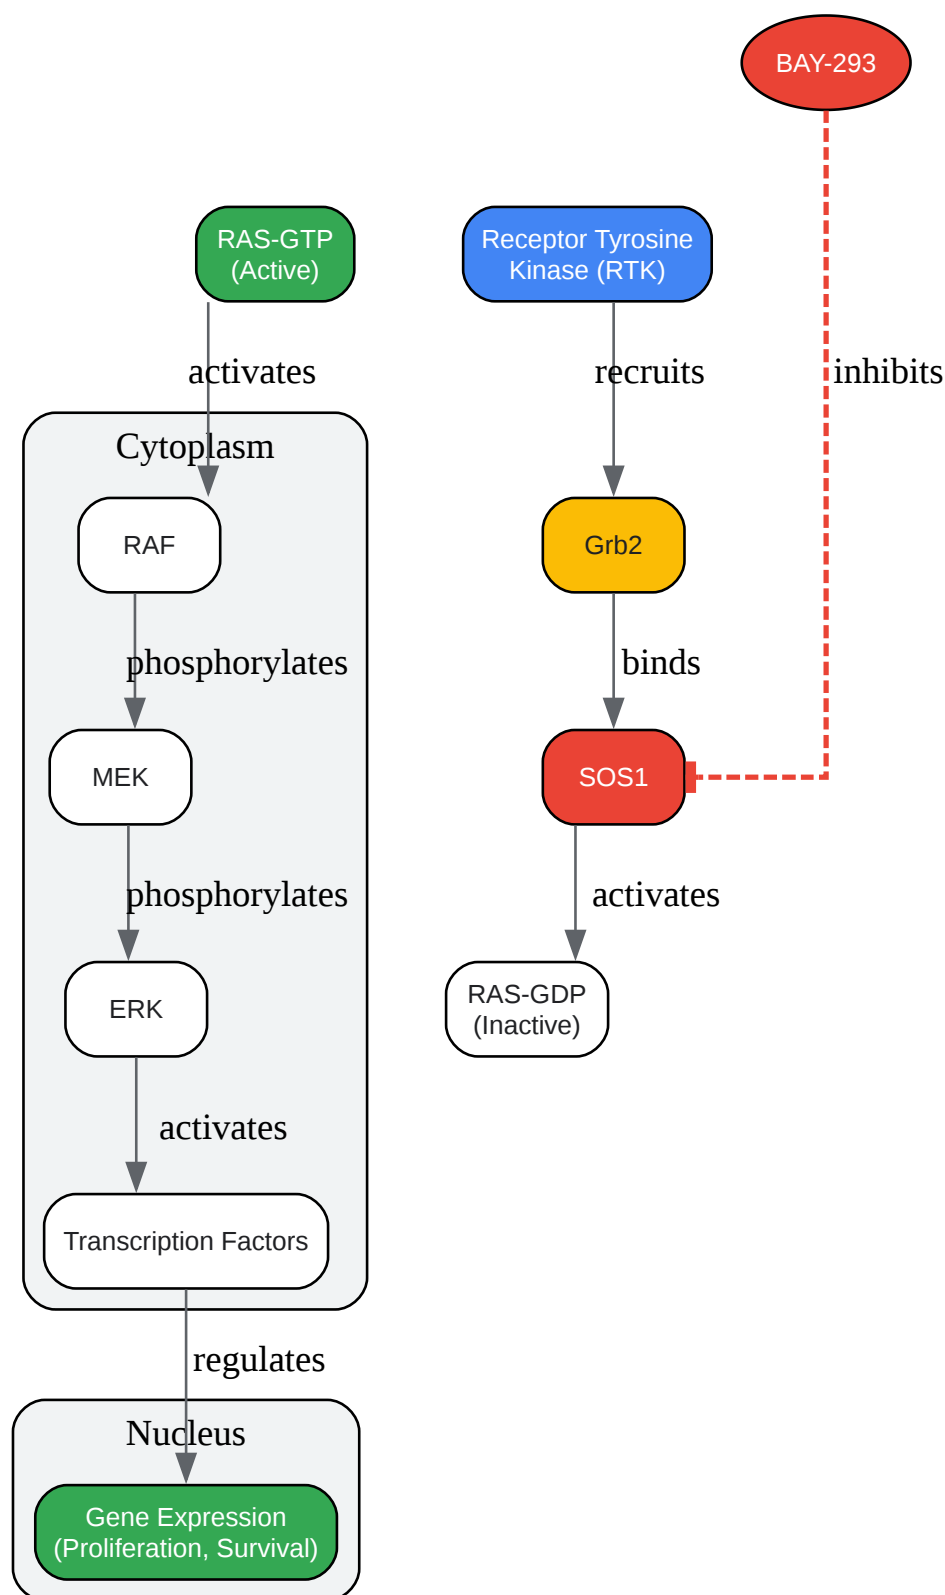 BAY-293
RAS-GTP
(Active)
Receptor Tyrosine
Kinase (RTK)
activates
recruits
inhibits
Cytoplasm
RAF
Grb2
phosphorylates
binds
MEK
SOS1
phosphorylates
activates
ERK
RAS-GDP
(Inactive)
activates
Transcription Factors
regulates
Nucleus
Gene Expression
(Proliferation, Survival)